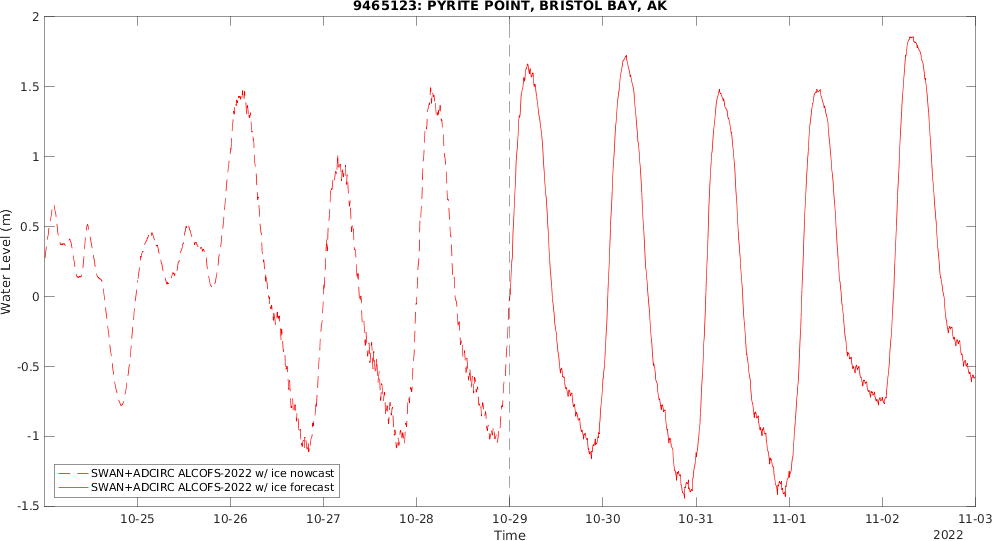 9465123: PYRITE POINT, BRISTOL BAY, AK
2
1.5
1
0.5
0
-0.5
-1
-1.5
Water Level (m)
SWAN+ADCIRC ALCOFS-2022 w/ ice nowcast
SWAN+ADCIRC ALCOFS-2022 w/ ice forecast
10-25 10-26 10-27 10-28 10-29 10-30 10-31 11-01 11-02 11-03
Time
2022